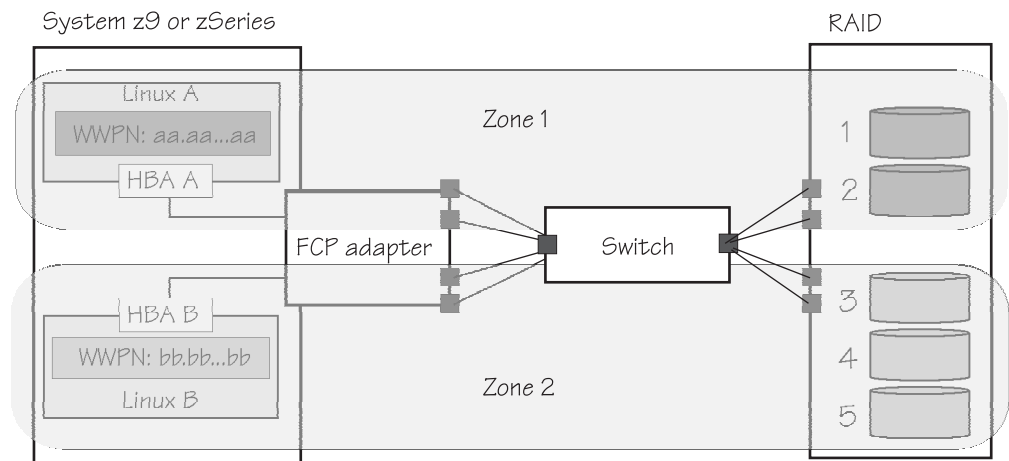 System z9 or zSeries
RAID
Linux A
WWPN: aa.aa...aa
HBA A
Zone 1
1
2
FCP adapter
Switch
HBA B
WWPN: bb.bb...bb
Linux B
Zone 2
3
4
5